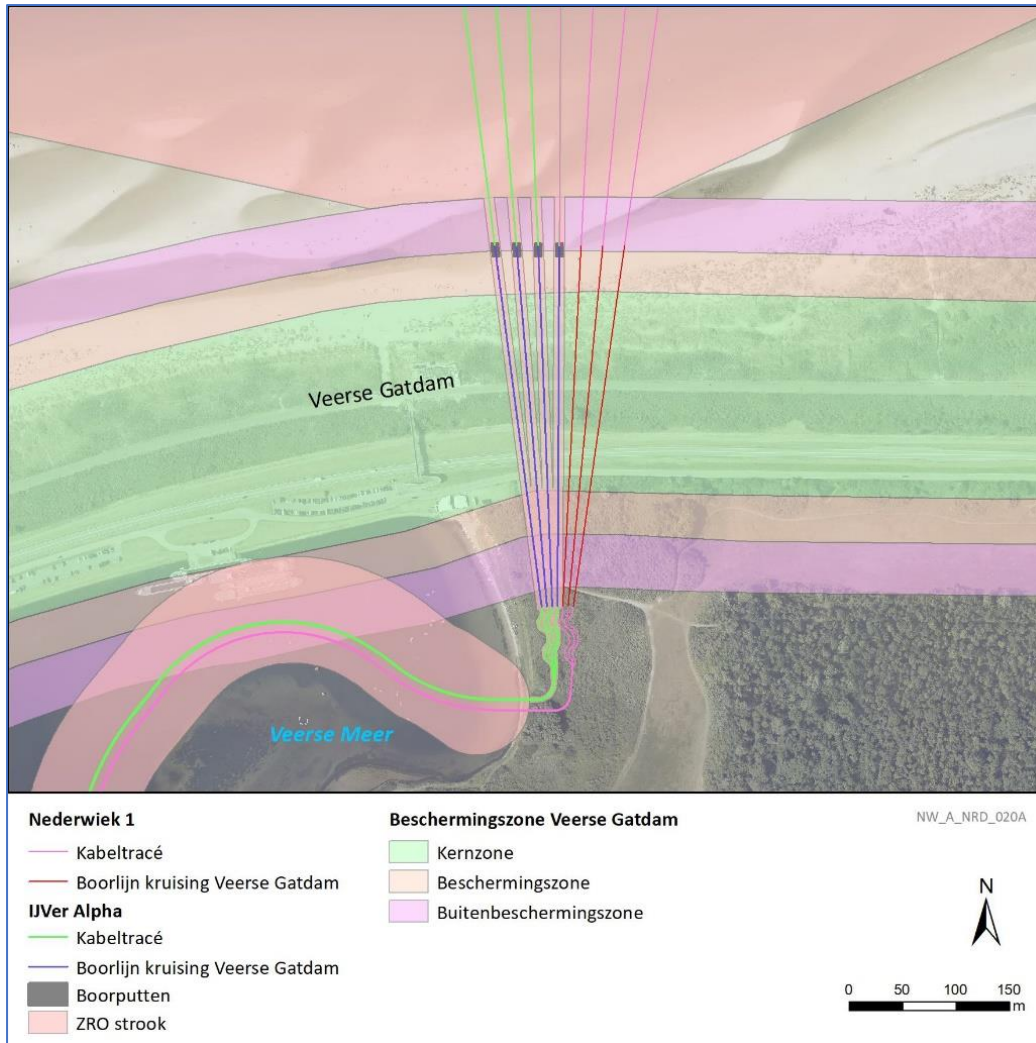 Veerse Gatdam
Veerse Meer
Nederwiek 1
Kabeltracé
Boorlijn kruising Veerse Gatdam
IJVer Alpha
Kabeltracé
Boorlijn kruising Veerse Gatdam
Boorputten
ZRO strook
Beschermingszone Veerse Gatdam
Kernzone
Beschermingszone
Buitenbeschermingszone
NW_A_NRD_020A
N
0 50 100 150
m